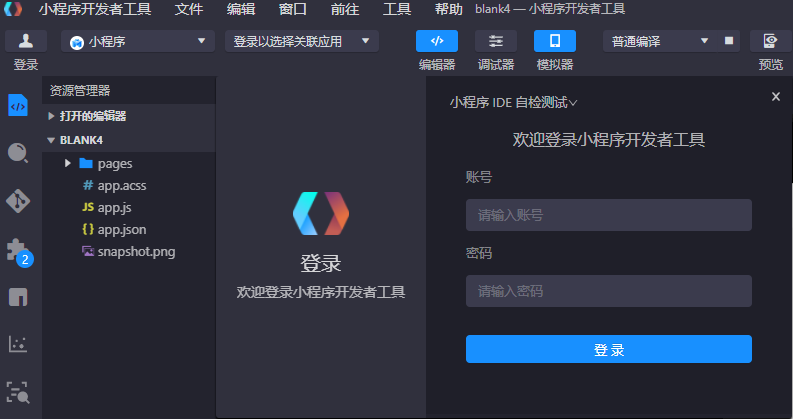 小程序开发者工具 文件 编辑 窗口 前往 工具 帮助 blank4 — 小程序开发者工具
小程序 登录以选择关联应用 普通编译
登录 编辑器 调试器 模拟器 预览
资源管理器
打开的编辑器
BLANK4
pages
# app.acss
JS app.js
{} app.json
snapshot.png
2
登录
欢迎登录小程序开发者工具
小程序 IDE 自检测试
欢迎登录小程序开发者工具
账号
请输入账号
密码
请输入密码
登 录